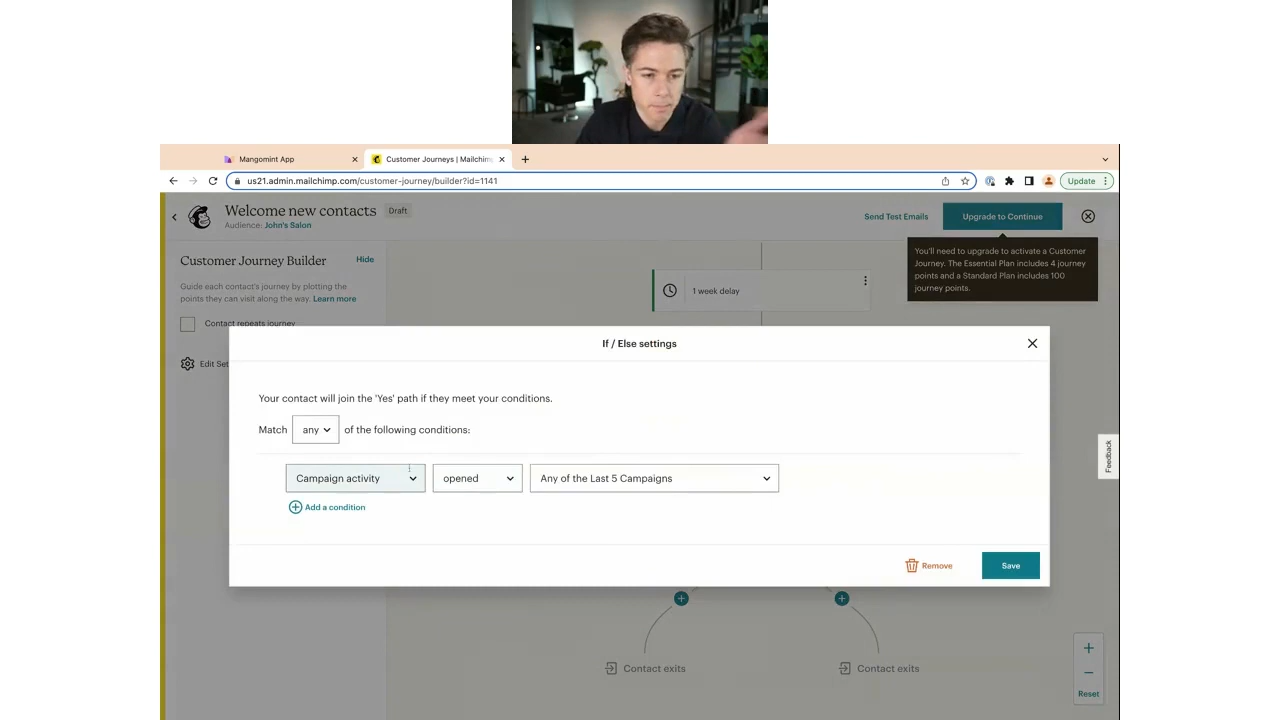 Mangomint App
Customer Journeys | Mailchim
us21.admin.mailchimp.com/customer-journey/builder?id=1141
Update
Welcome new contacts
Draft
Audience: John's Salon
Send Test Emails
Upgrade to Continue
You'll need to upgrade to activate a Customer
Journey. The Essential Plan includes 4 journey
points and a Standard Plan includes 100
journey points.
Customer Journey Builder
Hide
Guide each contact's journey by plotting the
points they can visit along the way. Learn more
Contact repeats journey
Edit Set
1 week delay
If / Else settings
Your contact will join the 'Yes' path if they meet your conditions.
Match any of the following conditions:
Campaign activity
opened
Any of the Last 5 Campaigns
Add a condition
Remove
Save
Feedback
Contact exits
Contact exits
Reset